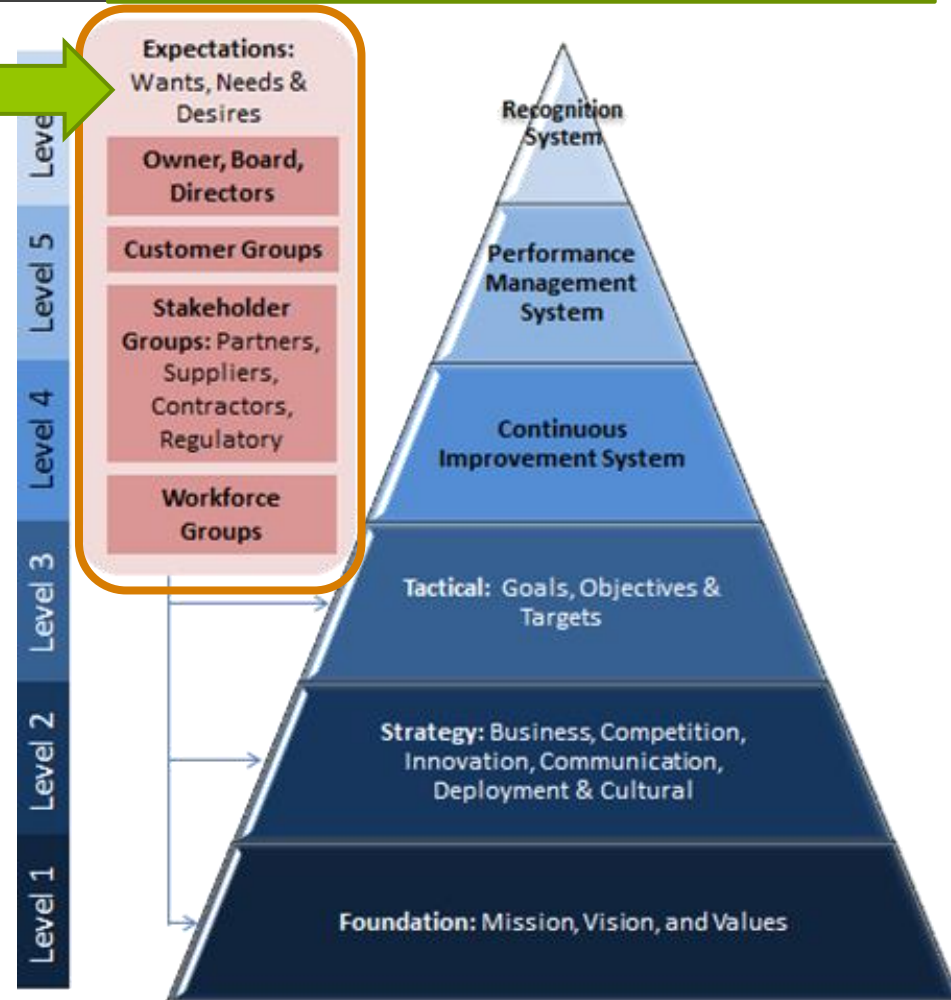 Expectations:
Wants, Needs &
Desires
Owner, Board,
Directors
Customer Groups
Stakeholder
Groups: Partners,
Suppliers,
Contractors,
Regulatory
Workforce
Groups
Leve
Level 5
Level 4
Level 3
Level 2
Level 1
Recognition
System
Performance
Management
System
Continuous
Improvement System
Tactical: Goals, Objectives &
Targets
Strategy: Business, Competition,
Innovation, Communication,
Deployment & Cultural
Foundation: Mission, Vision, and Values